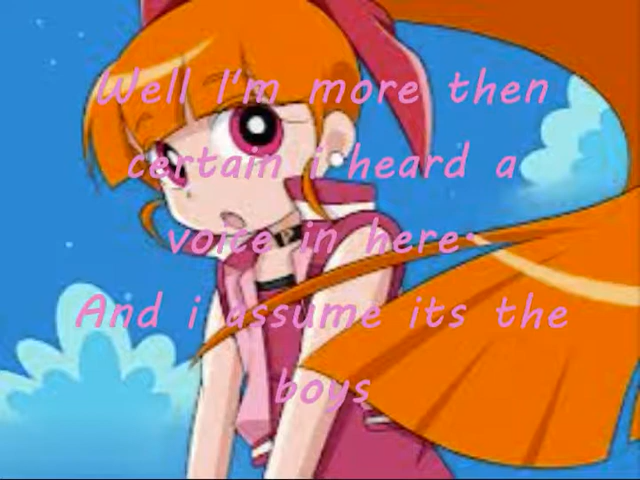 Well I'm more then
certain i heard a
voice in here
And i assume its the
boys